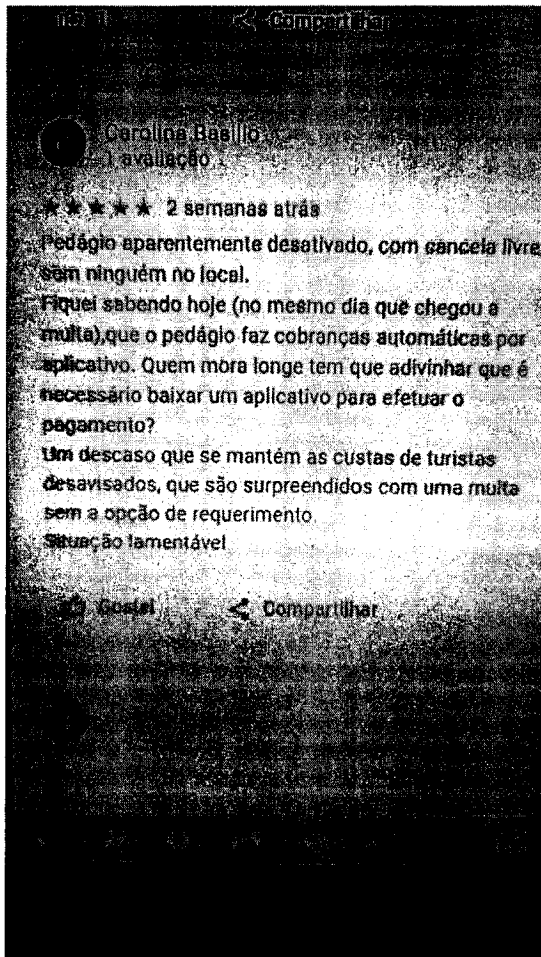 Compartilhar
Carolina Basilio
1 avaliação
2 semanas atrás
Pedágio aparentemente desativado, com cancela livre
sem ninguém no local.
Fiquei sabendo hoje (no mesmo dia que chegou a
multa),que o pedágio faz cobranças automáticas por
aplicativo. Quem mora longe tem que adivinhar que é
necessário baixar um aplicativo para efetuar o
pagamento?
Um descaso que se mantém as custas de turistas
desavisados, que são surpreendidos com uma multa
sem a opção de requerimento.
Situação lamentável
Gostei Compartilhar